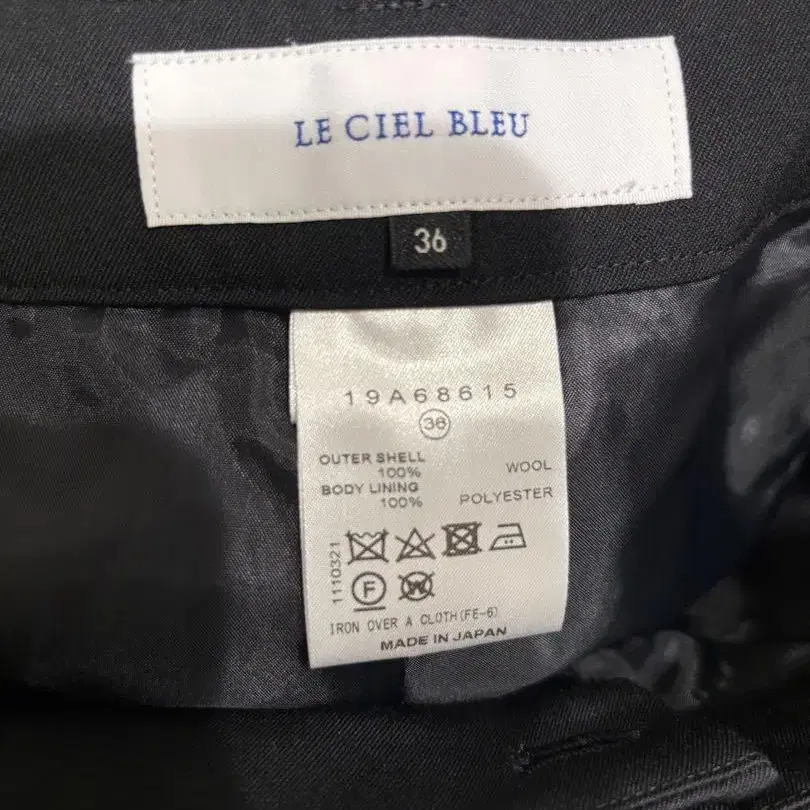 LE CIEL BLEU
36
19A68615
36
OUTER SHELL
100% WOOL
BODY LINING
100% POLYESTER
1110321
F W
IRON OVER A CLOTH(FE-6)
MADE IN JAPAN